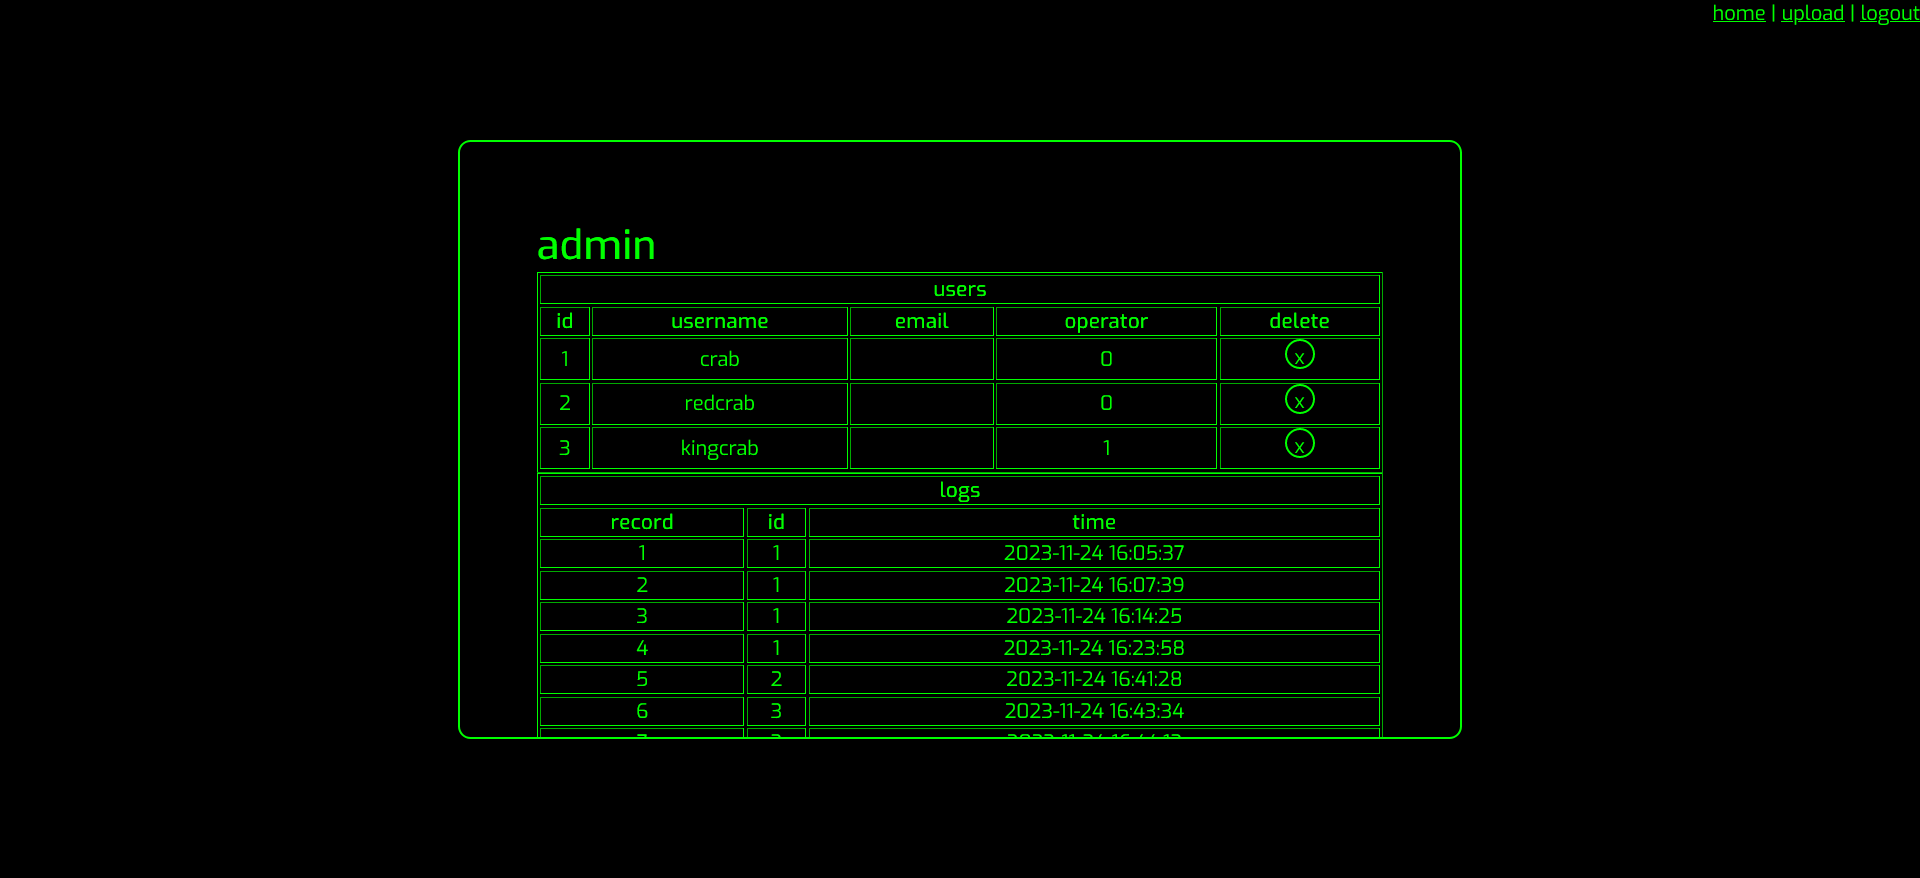 home | upload | logout
admin
users
id username email operator delete
1 crab 0 x
2 redcrab 0 x
3 kingcrab 1 x
logs
record id time
1 1 2023-11-24 16:05:37
2 1 2023-11-24 16:07:39
3 1 2023-11-24 16:14:25
4 1 2023-11-24 16:23:58
5 2 2023-11-24 16:41:28
6 3 2023-11-24 16:43:34